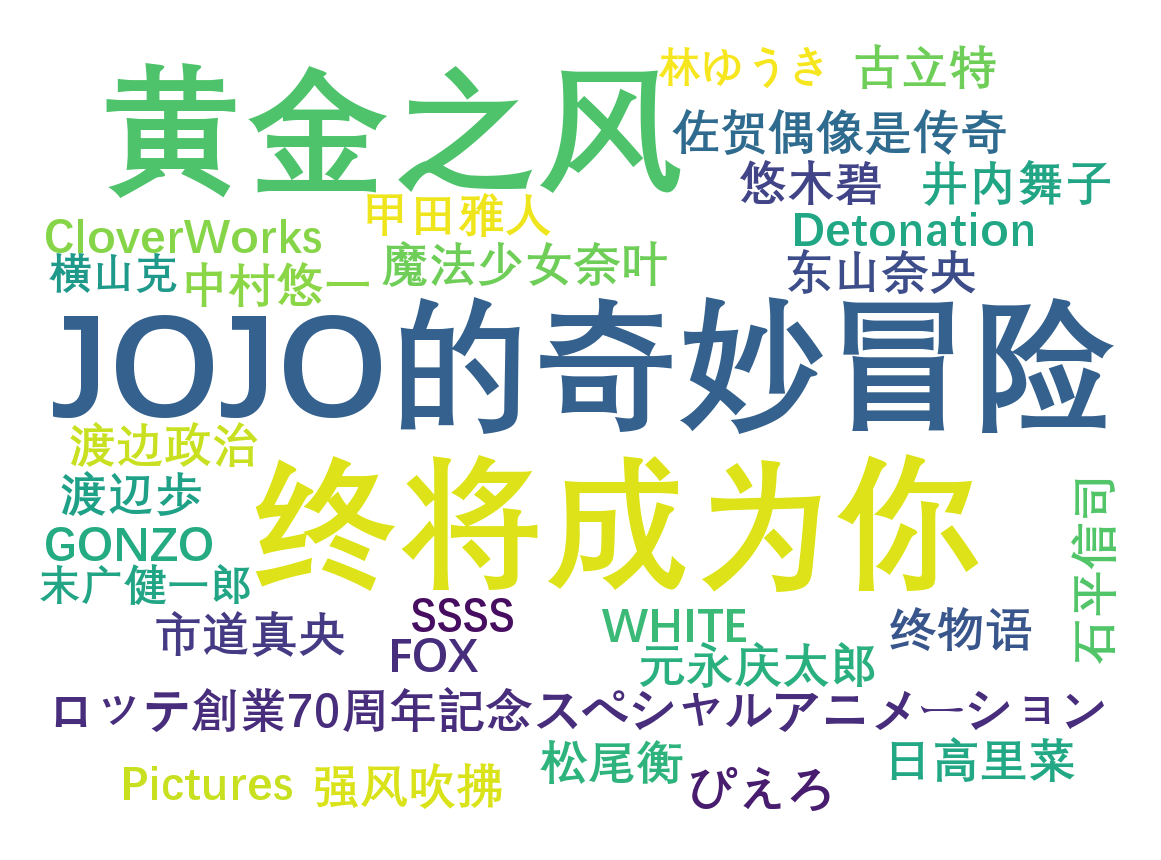 林ゆうき 古立特
黄金之风
佐贺偶像是传奇
悠木碧 井内舞子
甲田雅人
CloverWorks Detonation
魔法少女奈叶 东山奈央
横山克 中村悠一
JOJO的奇妙冒险
渡边政治
终将成为你
渡辺歩
石平信司
GONZO
末广健一郎
SSSS WHITE 终物语
市道真央
FOX 元永庆太郎
ロッテ創業70周年記念スペシャルアニメーション
松尾衡 日高里菜
Pictures 强风吹拂 ぴえろ